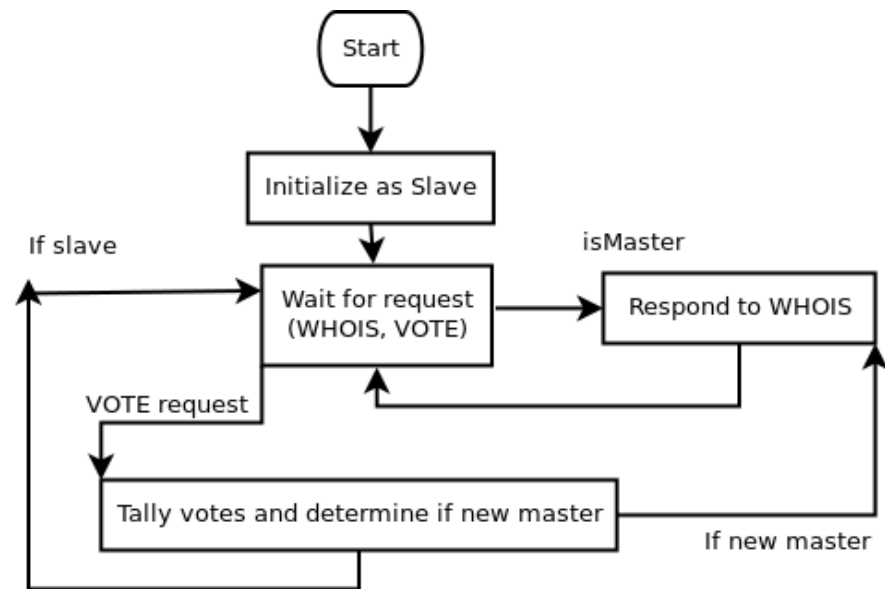 Start
Initialize as Slave
If slave
isMaster
Wait for request
(WHOIS, VOTE)
Respond to WHOIS
VOTE request
Tally votes and determine if new master
If new master